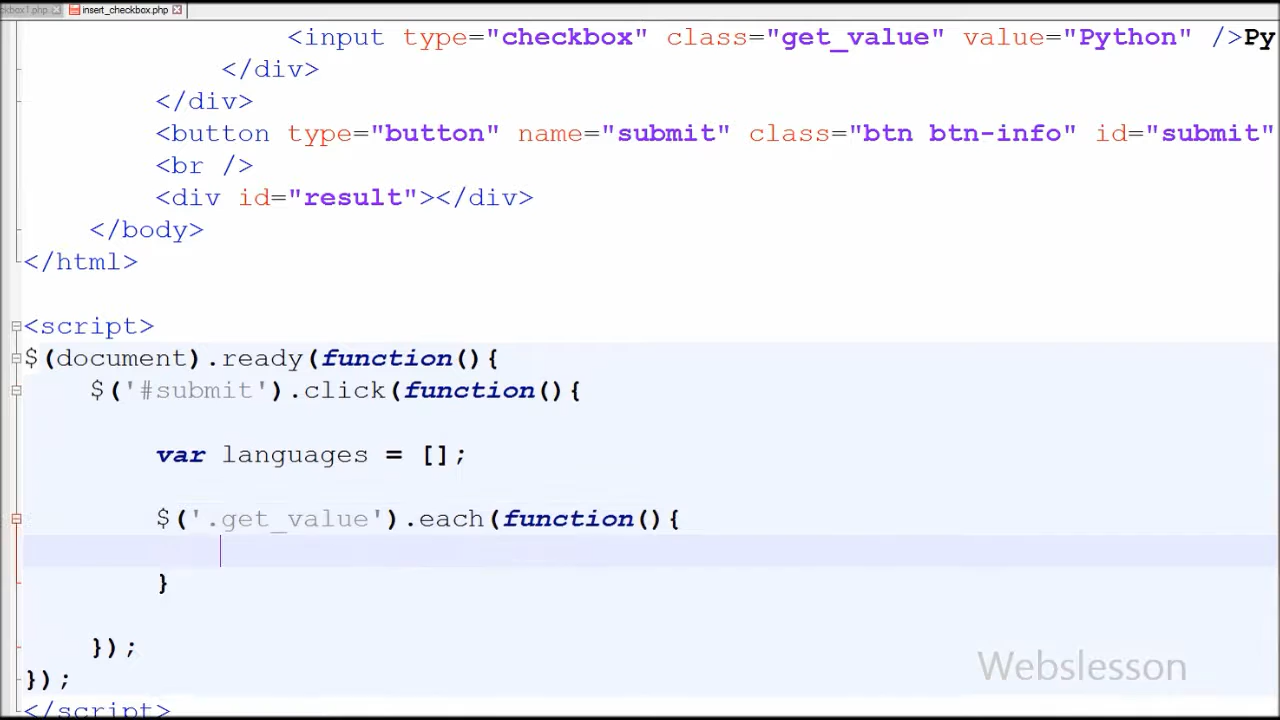 ckbox1.php insert_checkbox.php
<input type="checkbox" class="get_value" value="Python" />Py
</div>
</div>
<button type="button" name="submit" class="btn btn-info" id="submit"
<br />
<div id="result"></div>
</body>
</html>
<script>
$(document).ready(function(){
$('#submit').click(function(){
var languages = [];
$('.get_value').each(function(){
}
});
});
</script>
Webslesson